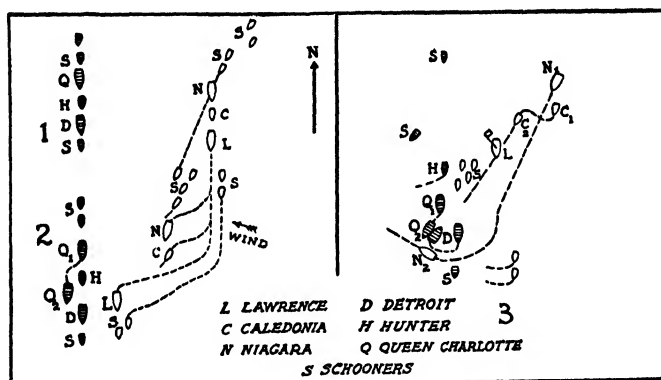 S
S
S
N
Q
N
H
C
1
D
L
S
S
S
S
2
N
WIND
Q1
C
H
Q2
L
D
S
S
S
N1
C1
C2
S
L
H
S
Q1
Q2
D
N2
S
3
L LAWRENCE D DETROIT
C CALEDONIA H HUNTER
N NIAGARA Q QUEEN CHARLOTTE
S SCHOONERS